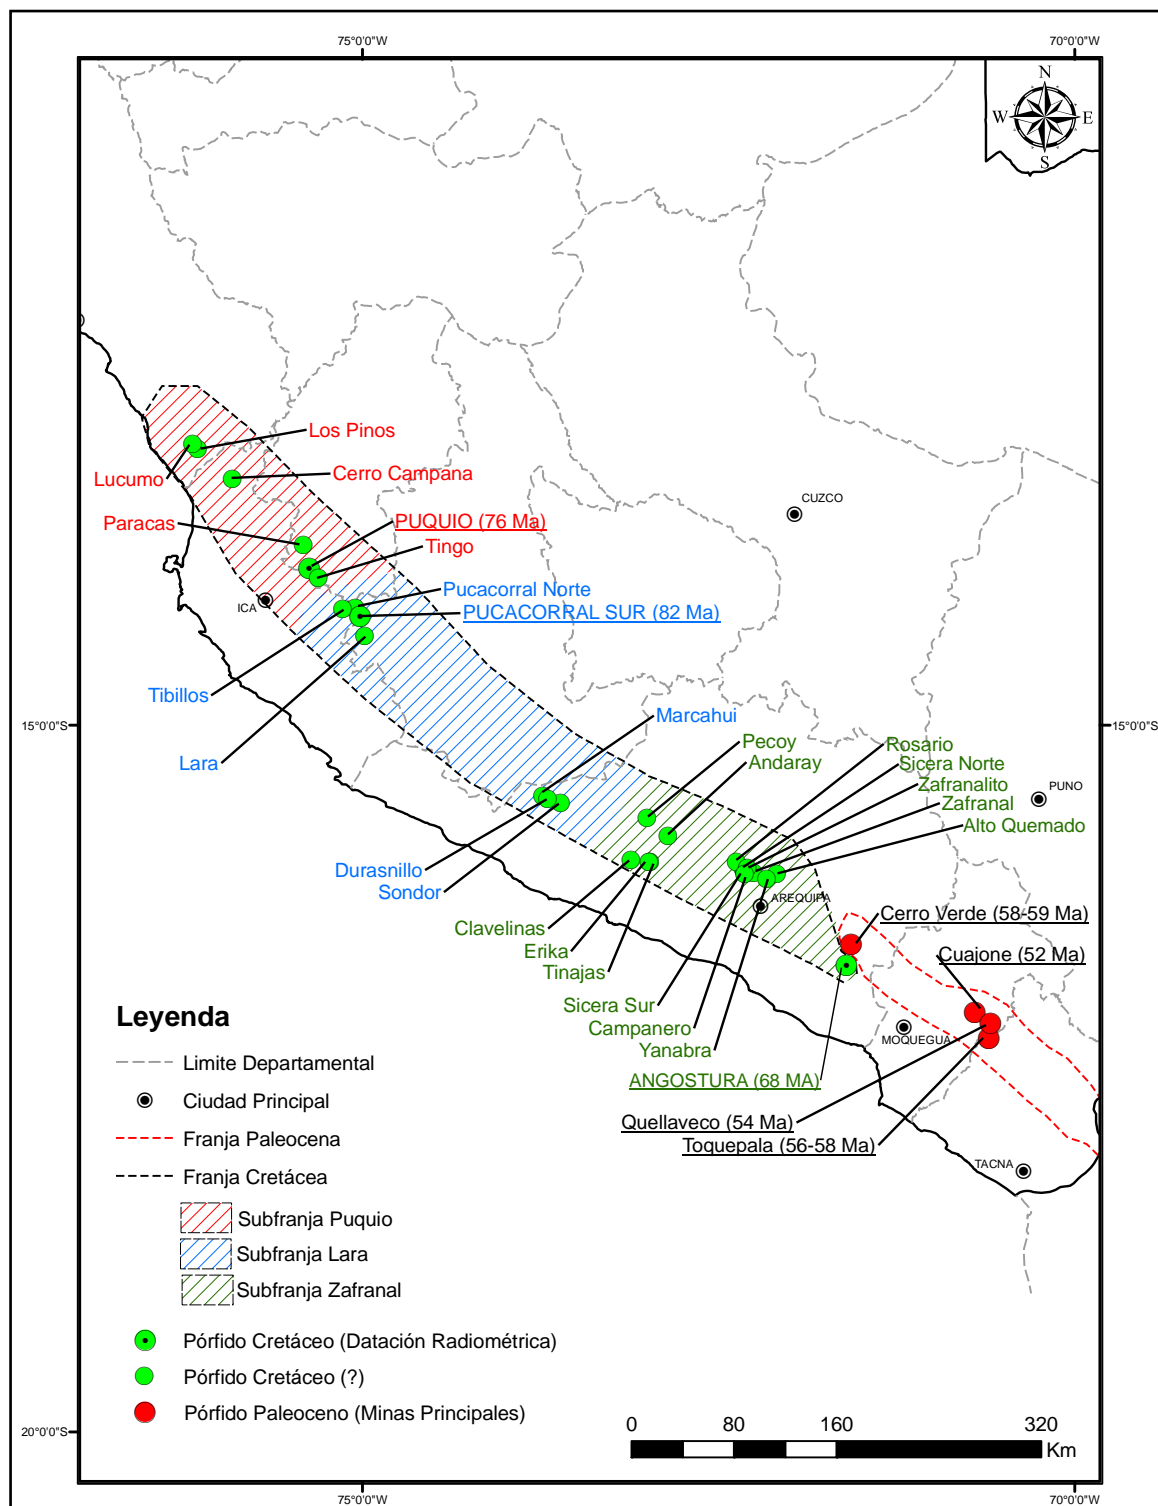 75°0'0"W
70°0'0"W
N
W
E
S
Los Pinos
Lucumo
Cerro Campana
CUZCO
Paracas
PUQUIO (76 Ma)
Tingo
Pucacorral Norte
ICA
PUCACORRAL SUR (82 Ma)
Tibillos
Marcahui
15°0'0"S
15°0'0"S
Pecoy
Rosario
Lara
Andaray
Sicera Norte
Zafranalito
PUNO
Zafranal
Alto Quemado
Durasnillo
Sondor
AREQUIPA
Cerro Verde (58-59 Ma)
Clavelinas
Erika
Cuajone (52 Ma)
Tinajas
Sicera Sur
Campanero
MOQUEGUA
Yanabra
ANGOSTURA (68 MA)
Quellaveco (54 Ma)
Toquepala (56-58 Ma)
TACNA
Leyenda
Limite Departamental
Ciudad Principal
Franja Paleocena
Franja Cretácea
Subfranja Puquio
Subfranja Lara
Subfranja Zafranal
Pórfido Cretáceo (Datación Radiométrica)
Pórfido Cretáceo (?)
Pórfido Paleoceno (Minas Principales)
20°0'0"S
0 80 160 320
Km
75°0'0"W
70°0'0"W